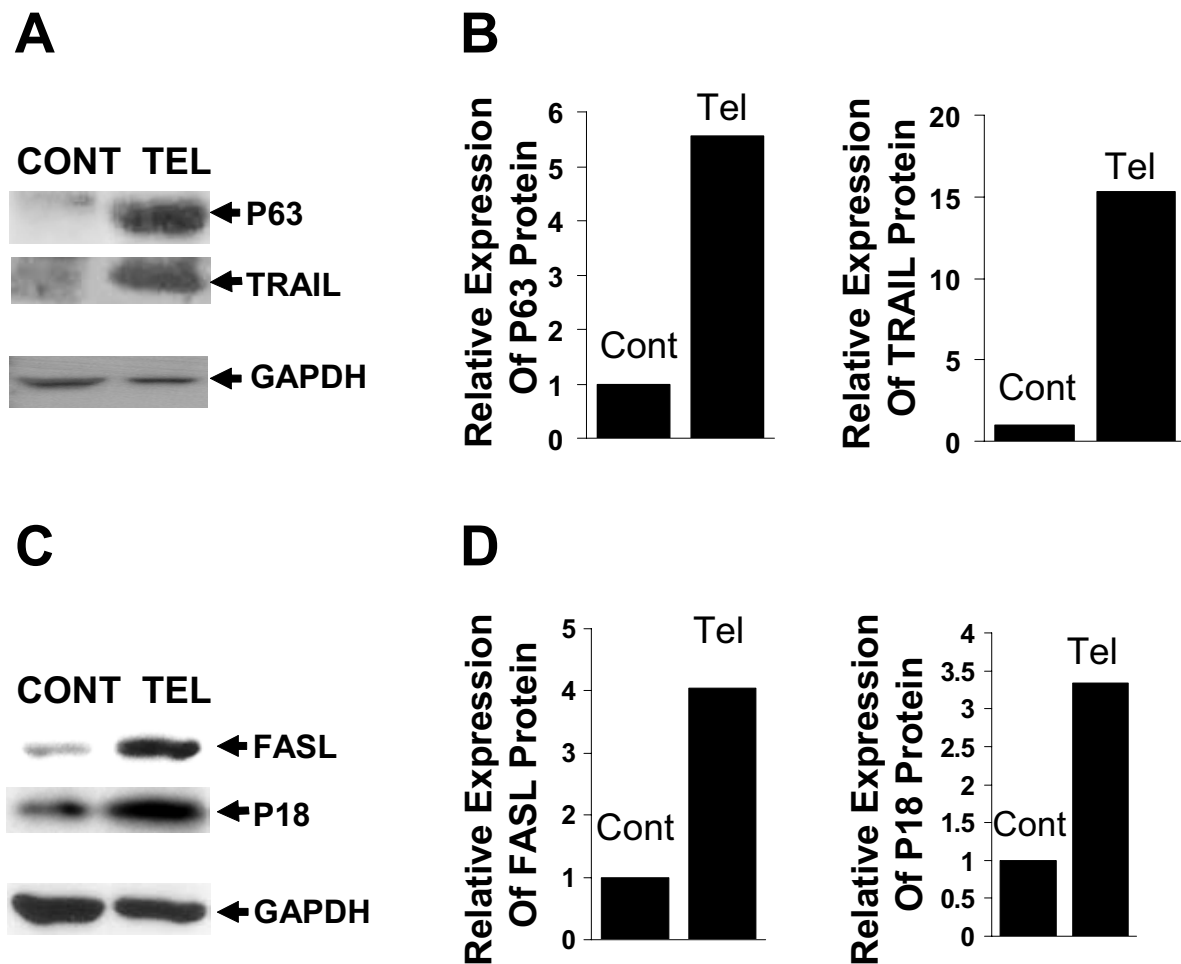 A
CONT TEL
P63
TRAIL
GAPDH
B
Relative Expression
Of P63 Protein
6
5
4
3
2
1
0
Cont
Tel
Relative Expression
Of TRAIL Protein
20
15
10
5
0
Cont
Tel
C
CONT TEL
FASL
P18
GAPDH
D
Relative Expression
Of FASL Protein
5
4
3
2
1
0
Cont
Tel
Relative Expression
Of P18 Protein
4
3.5
3
2.5
2
1.5
1
0.5
0
Cont
Tel